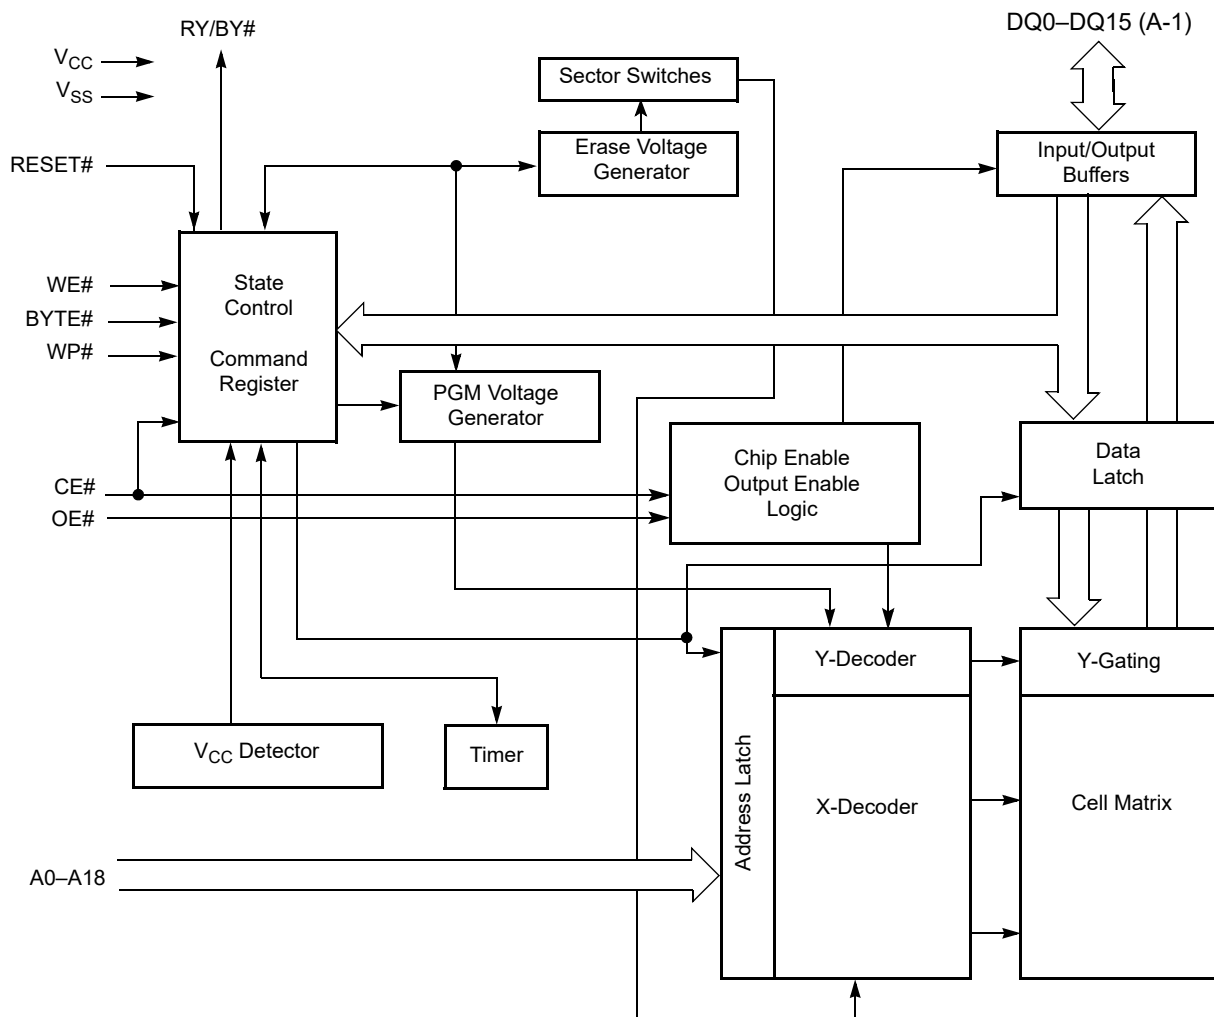 RY/BY#
DQ0–DQ15 (A-1)
VCC
VSS
Sector Switches
Erase Voltage
Generator
Input/Output
Buffers
RESET#
WE#
BYTE#
WP#
State
Control
Command
Register
PGM Voltage
Generator
Chip Enable
Output Enable
Logic
Data
Latch
CE#
OE#
Y-Decoder
Y-Gating
VCC Detector
Timer
Address Latch
X-Decoder
Cell Matrix
A0–A18